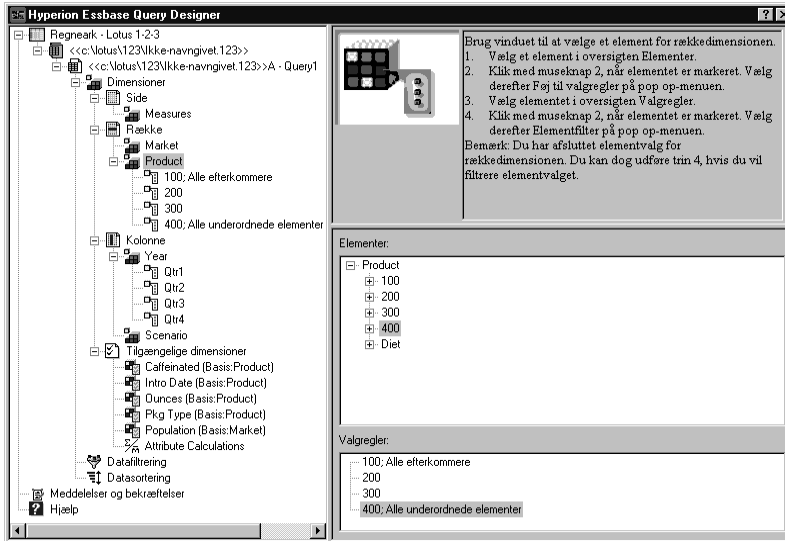 Hyperion Essbase Query Designer
Regneark - Lotus 1-2-3
<<c:\lotus\123\Ikke-navngivet.123>>
<<c:\lotus\123\Ikke-navngivet.123>>A - Query1
Dimensioner
Side
Measures
Række
Market
Product
100; Alle efterkommere
200
300
400; Alle underordnede elementer
Kolonne
Year
Qtr1
Qtr2
Qtr3
Qtr4
Scenario
Tilgængelige dimensioner
Caffeinated (Basis:Product)
Intro Date (Basis:Product)
Ounces (Basis:Product)
Pkg Type (Basis:Product)
Population (Basis:Market)
Attribute Calculations
Datafiltrering
Datasortering
Meddelelser og bekræftelser
Hjælp
Brug vinduet til at vælge et element for rækkedimensionen.
1. Vælg et element i oversigten Elementer.
2. Klik med museknap 2, når elementet er markeret. Vælg
derefter Føj til valgregler på pop op-menuen.
3. Vælg elementet i oversigten Valgregler.
4. Klik med museknap 2, når elementet er markeret. Vælg
derefter Elementfilter på pop op-menuen.
Bemærk: Du har afsluttet elementvalg for
rækkedimensionen. Du kan dog udføre trin 4, hvis du vil
filtrere elementvalget.
Elementer:
Product
100
200
300
400
Diet
Valgregler:
100; Alle efterkommere
200
300
400; Alle underordnede elementer